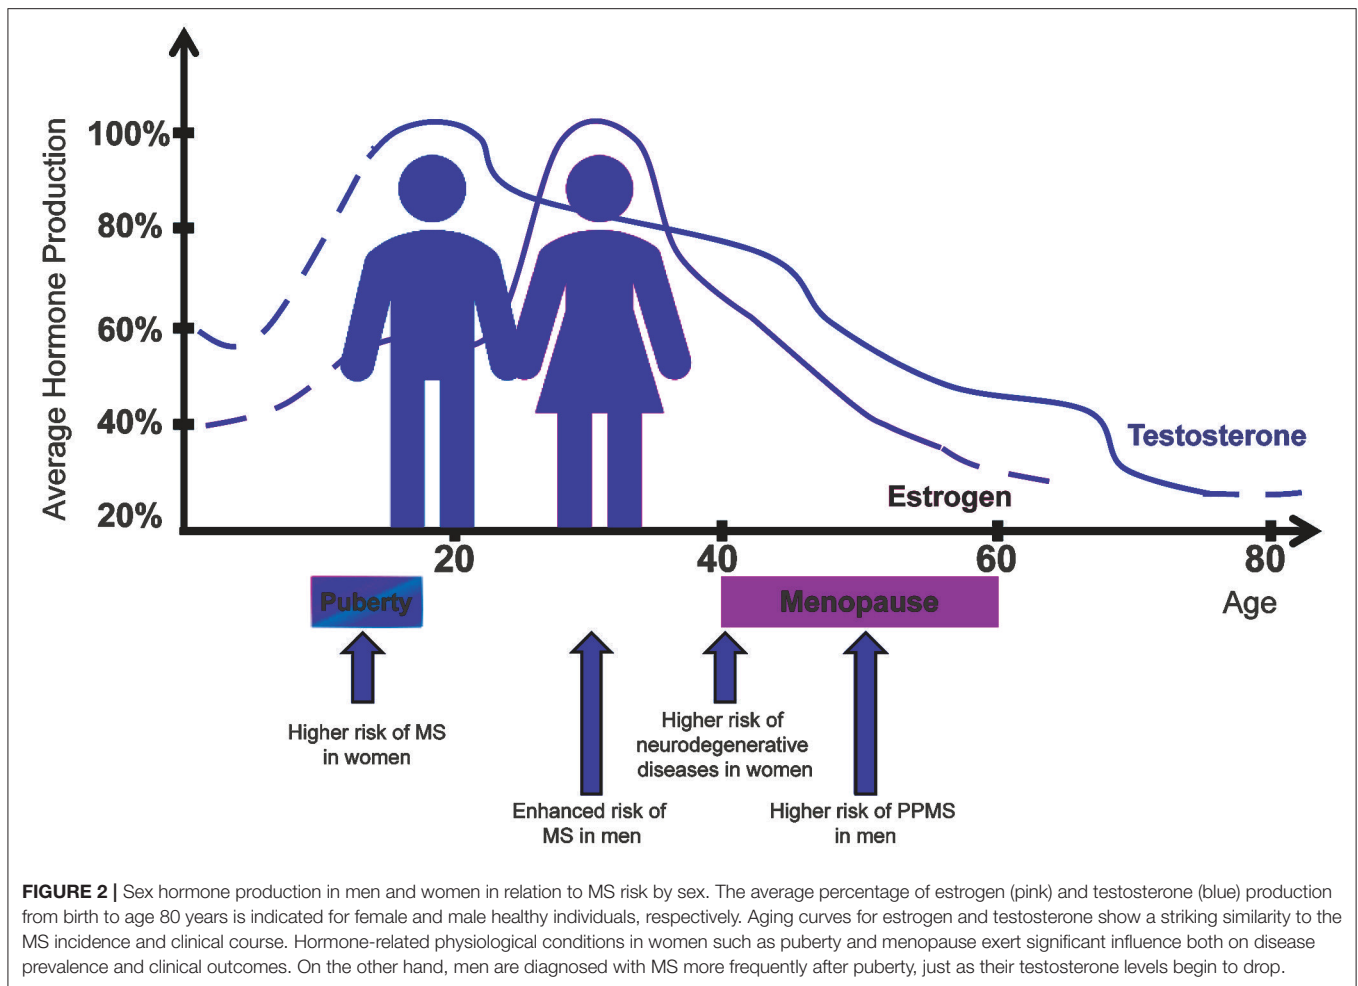 Average Hormone Production
100%
80%
60%
40%
20%
Testosterone
Estrogen
20
40
60
80
Age
Puberty
Menopause
Higher risk of MS
in women
Enhanced risk of
MS in men
Higher risk of
neurodegenerative
diseases in women
Higher risk of PPMS
in men
FIGURE 2 | Sex hormone production in men and women in relation to MS risk by sex. The average percentage of estrogen (pink) and testosterone (blue) production
from birth to age 80 years is indicated for female and male healthy individuals, respectively. Aging curves for estrogen and testosterone show a striking similarity to the
MS incidence and clinical course. Hormone-related physiological conditions in women such as puberty and menopause exert significant influence both on disease
prevalence and clinical outcomes. On the other hand, men are diagnosed with MS more frequently after puberty, just as their testosterone levels begin to drop.